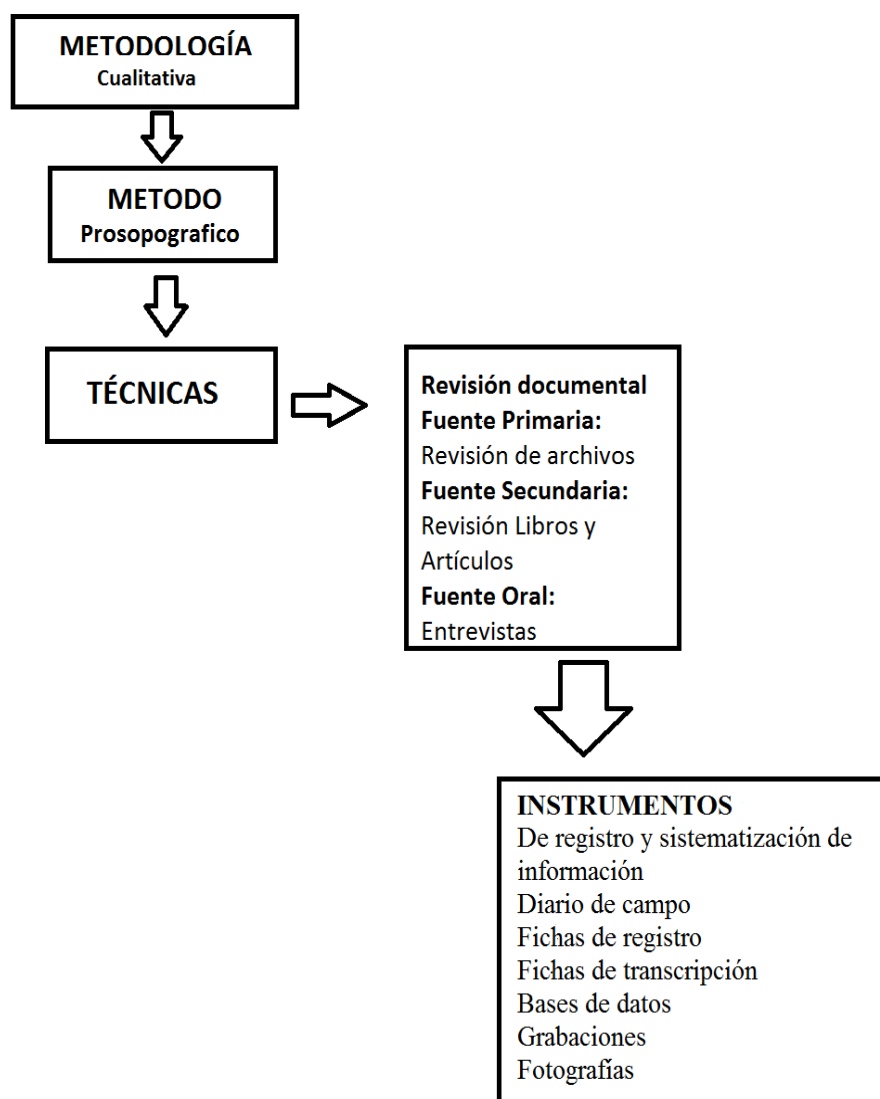 METODOLOGÍA
Cualitativa
METODO
Prosopografico
TÉCNICAS
Revisión documental
Fuente Primaria:
Revisión de archivos
Fuente Secundaria:
Revisión Libros y
Artículos
Fuente Oral:
Entrevistas
INSTRUMENTOS
De registro y sistematización de
información
Diario de campo
Fichas de registro
Fichas de transcripción
Bases de datos
Grabaciones
Fotografías